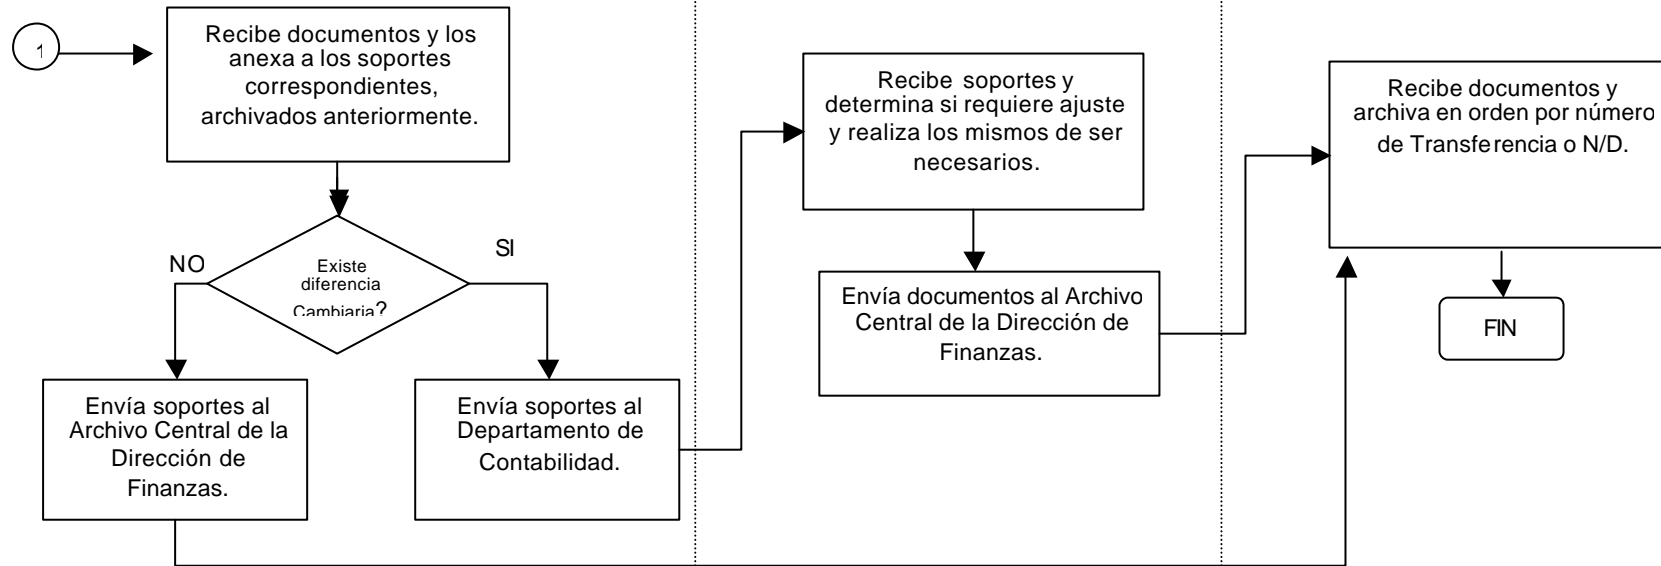 1
Recibe documentos y los
anexa a los soportes
correspondientes,
archivados anteriormente.
NO
SI
Existe
diferencia
Cambiaria?
Envía soportes al
Archivo Central de la
Dirección de
Finanzas.
Envía soportes al
Departamento de
Contabilidad.
Recibe soportes y
determina si requiere ajuste
y realiza los mismos de ser
necesarios.
Envía documentos al Archivo
Central de la Dirección de
Finanzas.
Recibe documentos y
archiva en orden por número
de Transferencia o N/D.
FIN